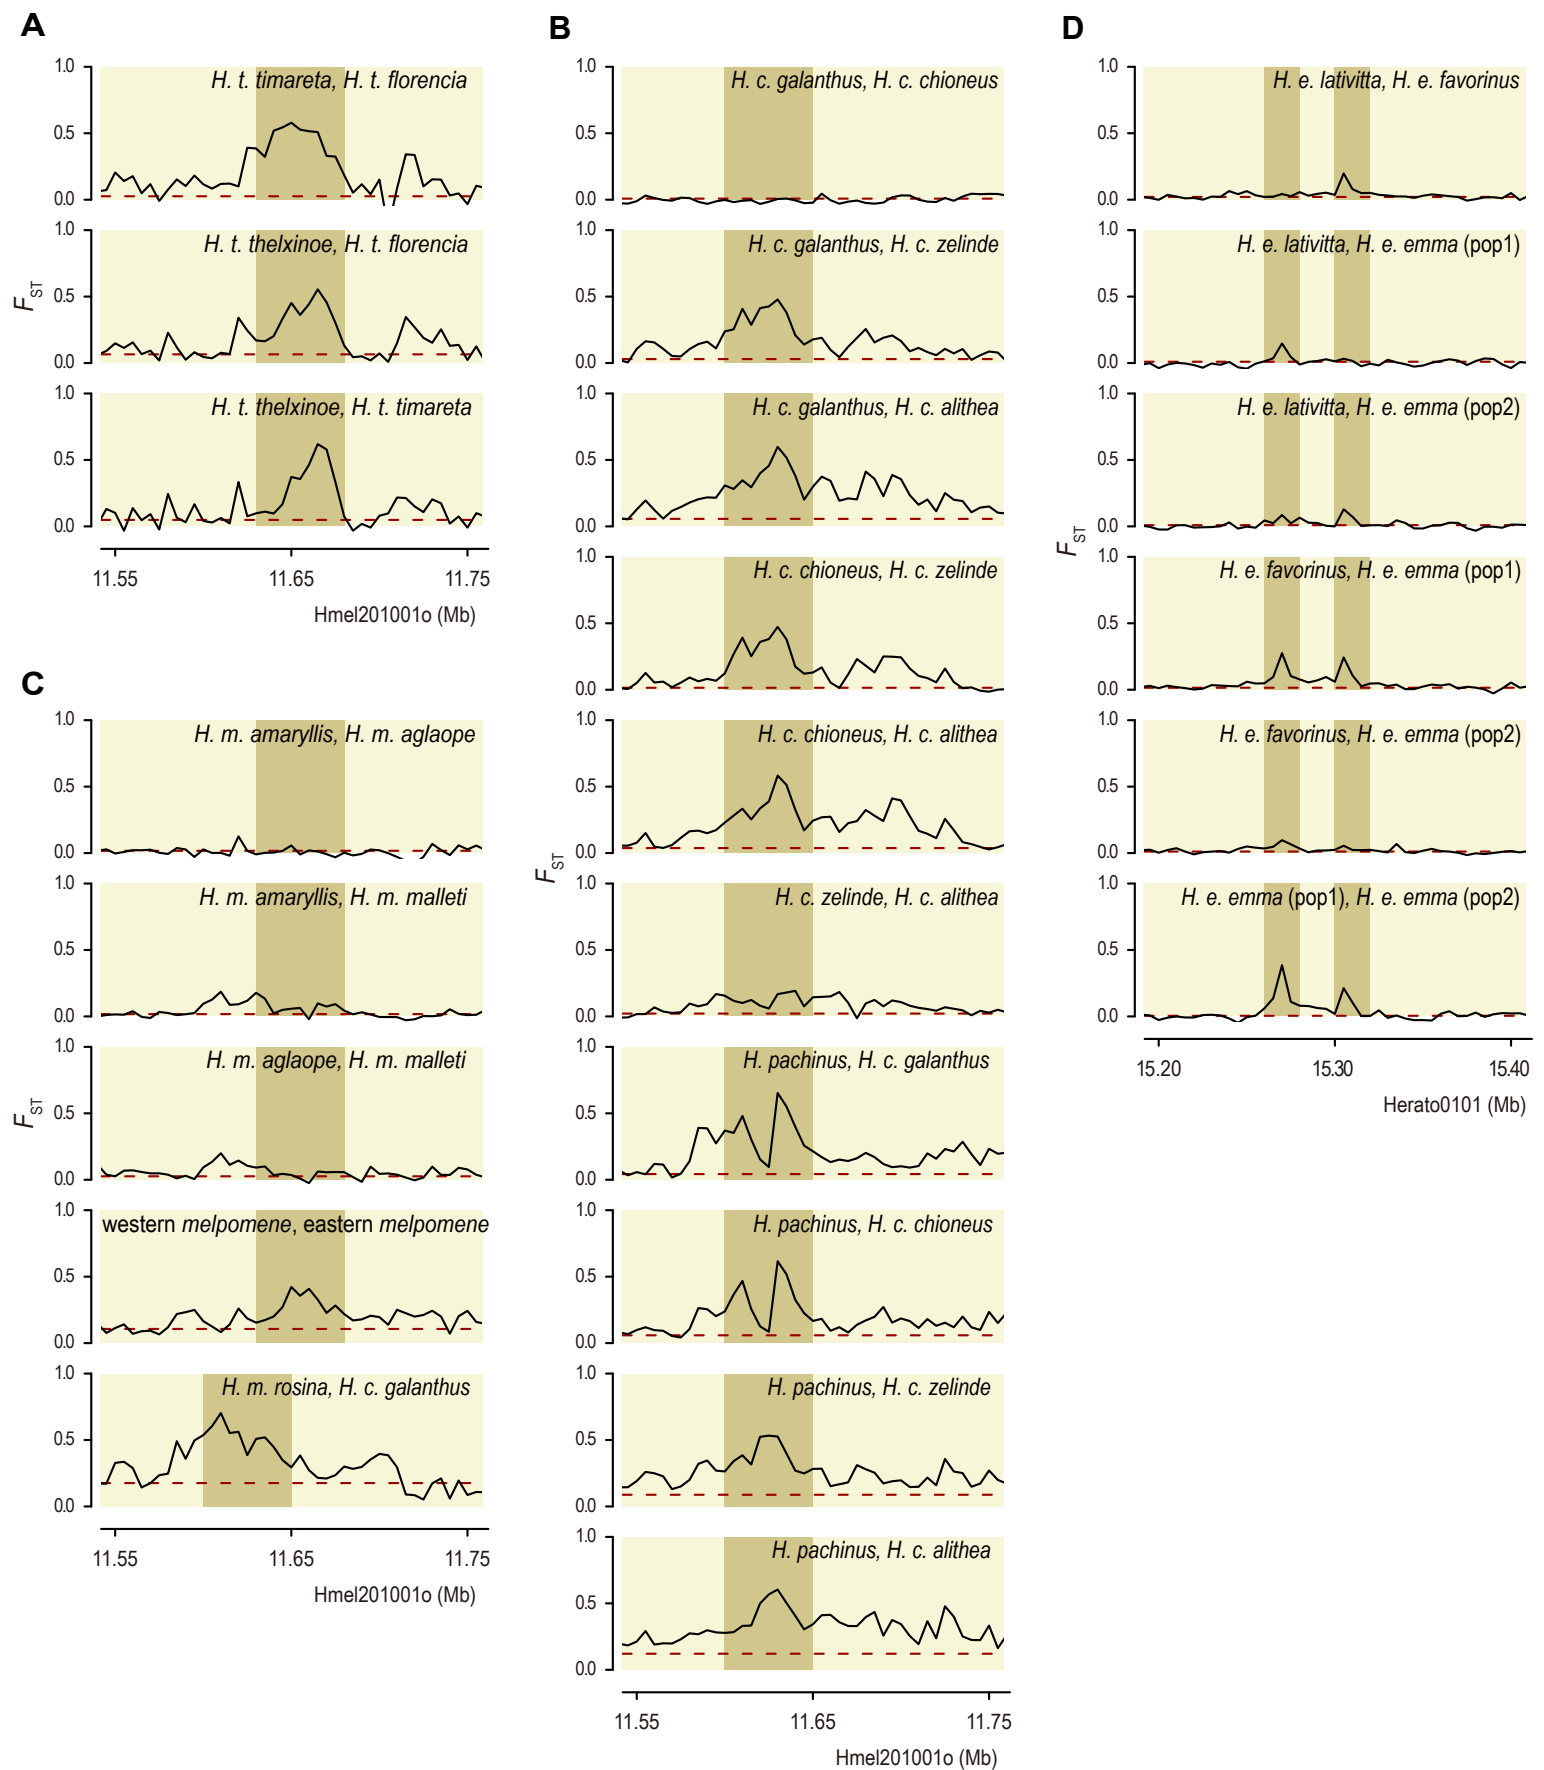 A
1.0
H. t. timareta, H. t. florencia
0.5
0.0
1.0
H. t. thelxinoe, H. t. florencia
FST
0.5
0.0
1.0
H. t. thelxinoe, H. t. timareta
0.5
0.0
11.55 11.65 11.75
Hmel201001o (Mb)
C
1.0
H. m. amaryllis, H. m. aglaope
0.5
0.0
1.0
H. m. amaryllis, H. m. malleti
0.5
0.0
1.0
H. m. aglaope, H. m. malleti
FST
0.5
0.0
1.0
western melpomene, eastern melpomene
0.5
0.0
1.0
H. m. rosina, H. c. galanthus
0.5
0.0
11.55 11.65 11.75
Hmel201001o (Mb)
B
1.0
H. c. galanthus, H. c. chioneus
0.5
0.0
1.0
H. c. galanthus, H. c. zelinde
0.5
0.0
1.0
H. c. galanthus, H. c. alithea
0.5
0.0
1.0
H. c. chioneus, H. c. zelinde
0.5
0.0
1.0
H. c. chioneus, H. c. alithea
0.5
0.0
FST
1.0
H. c. zelinde, H. c. alithea
0.5
0.0
1.0
H. pachinus, H. c. galanthus
0.5
0.0
1.0
H. pachinus, H. c. chioneus
0.5
0.0
1.0
H. pachinus, H. c. zelinde
0.5
0.0
1.0
H. pachinus, H. c. alithea
0.5
0.0
11.55 11.65 11.75
Hmel201001o (Mb)
D
1.0
H. e. lativitta, H. e. favorinus
0.5
0.0
1.0
H. e. lativitta, H. e. emma (pop1)
0.5
0.0
1.0
H. e. lativitta, H. e. emma (pop2)
0.5
0.0
FST
1.0
H. e. favorinus, H. e. emma (pop1)
0.5
0.0
1.0
H. e. favorinus, H. e. emma (pop2)
0.5
0.0
1.0
H. e. emma (pop1), H. e. emma (pop2)
0.5
0.0
15.20 15.30 15.40
Herato0101 (Mb)